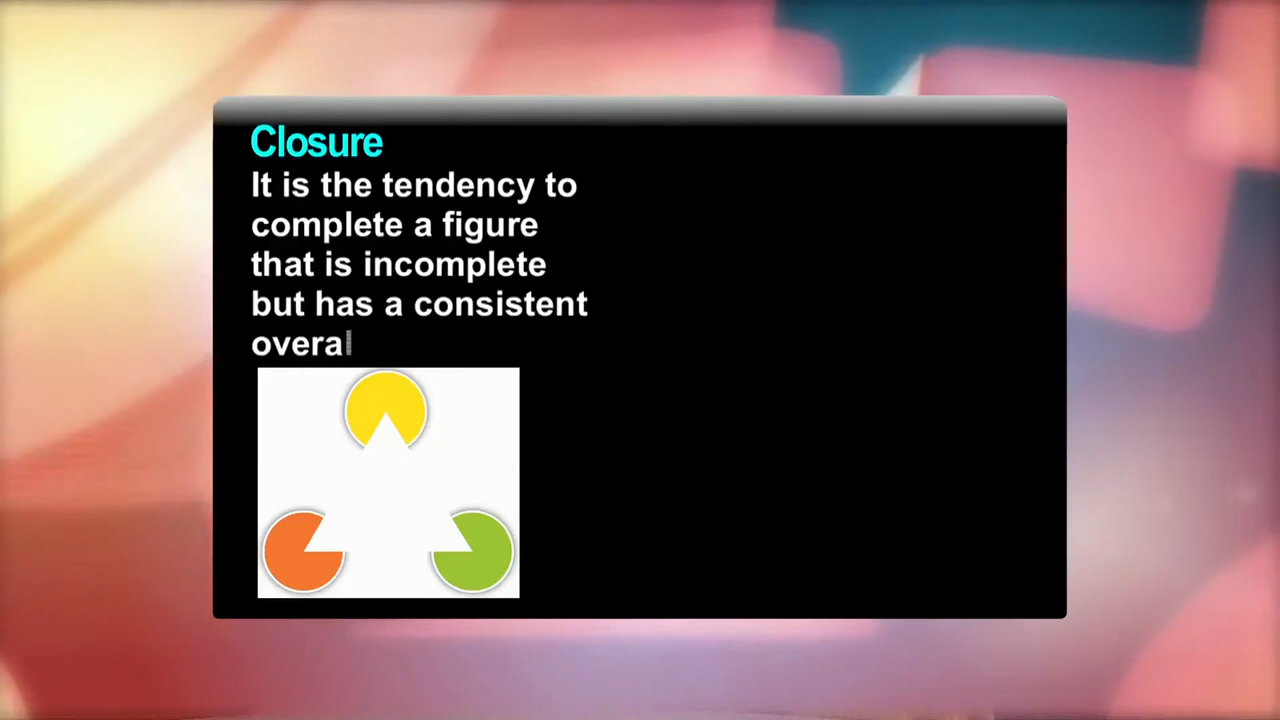 Closure
It is the tendency to
complete a figure
that is incomplete
but has a consistent
overa